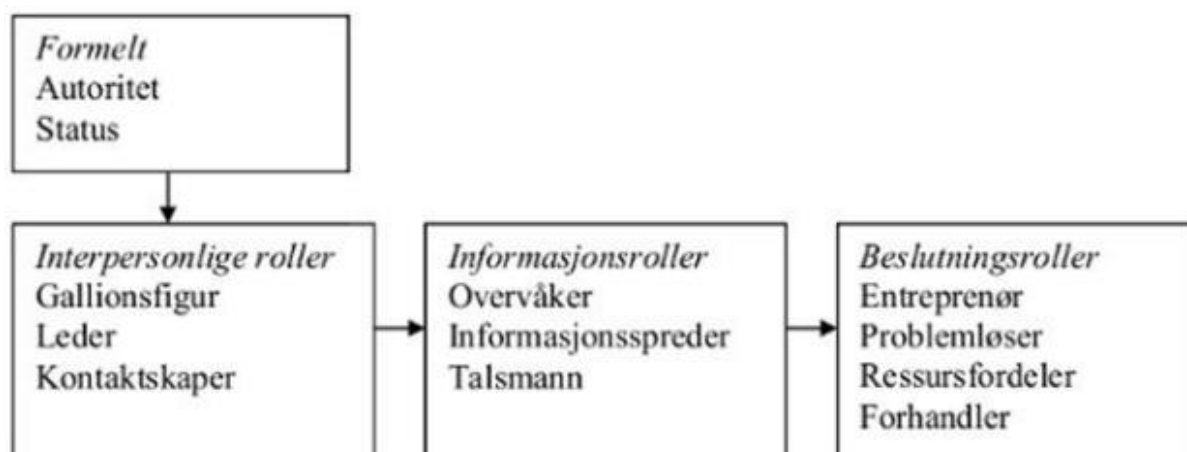 Formelt
Autoritet
Status
Interpersonlige roller
Gallionsfigur
Leder
Kontaktskaper
Informasjonsroller
Overvåker
Informasjonsspreder
Talsmann
Beslutningsroller
Entreprenør
Problemløser
Ressursfordeler
Forhandler